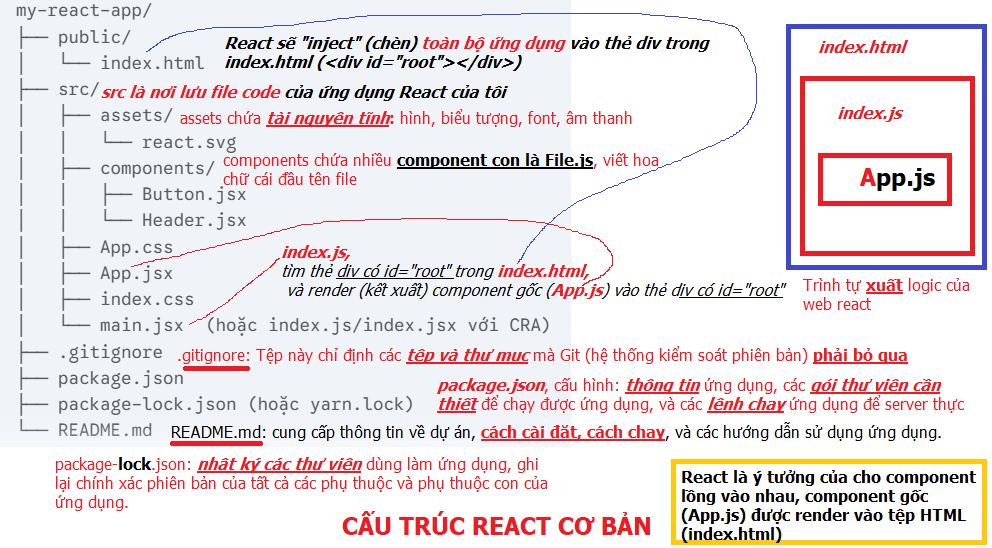 my-react-app/
├── public/
│   └── index.html
React sẽ "inject" (chèn) toàn bộ ứng dụng vào thẻ div trong
index.html (<div id="root"></div>)
├── src/ src là nơi lưu file code của ứng dụng React của tôi
│   ├── assets/ assets chứa tài nguyên tĩnh: hình, biểu tượng, font, âm thanh
│   │   └── react.svg
│   ├── components/
components chứa nhiều component con là File.js, viết hoa
chữ cái đầu tên file
│   │   ├── Button.jsx
│   │   └── Header.jsx
│   ├── App.css
│   ├── App.jsx
│   ├── index.css
│   └── main.jsx (hoặc index.js/index.jsx với CRA)
index.js,
tìm thẻ div có id="root" trong index.html,
và render (kết xuất) component gốc (App.js) vào thẻ div có id="root"
index.html
index.js
App.js
Trình tự xuất logic của
web react
├── .gitignore .gitignore: Tệp này chỉ định các tệp và thư mục mà Git (hệ thống kiểm soát phiên bản) phải bỏ qua
├── package.json
package.json, cấu hình: thông tin ứng dụng, các gói thư viên cần
thiết để chạy được ứng dụng, và các lênh chay ứng dụng để server thực
├── package-lock.json (hoặc yarn.lock)
└── README.md README.md: cung cấp thông tin về dự án, cách cài đăt, cách chay, và các hướng dẫn sử dụng ứng dụng.
package-lock.json: nhât ký các thư viên dùng làm ứng dụng, ghi
lại chính xác phiên bản của tất cả các phụ thuộc và phụ thuộc con của
ứng dụng.
CẤU TRÚC REACT CƠ BẢN
React là ý tưởng của cho component
lồng vào nhau, component gốc
(App.js) được render vào tệp HTML
(index.html)